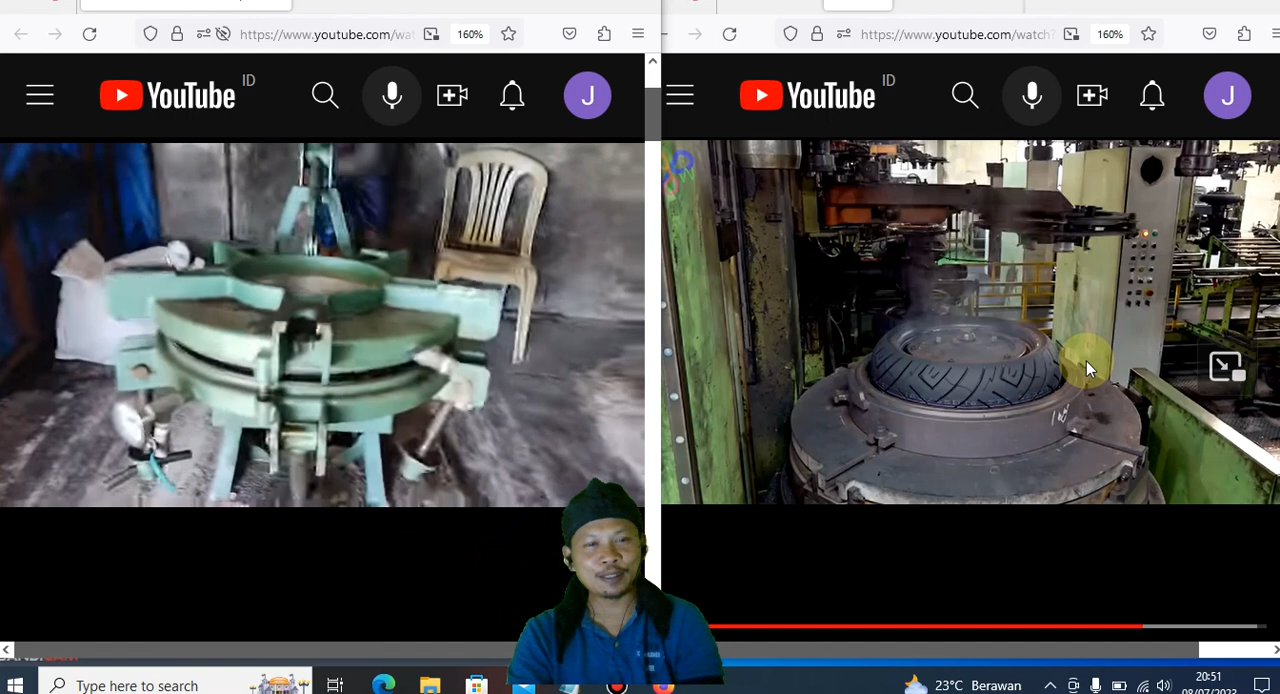 https://www.youtube.com/wat
160%
https://www.youtube.com/watch?
160%
YouTube ID
J
YouTube ID
J
Type here to search
23°C Berawan
20:51